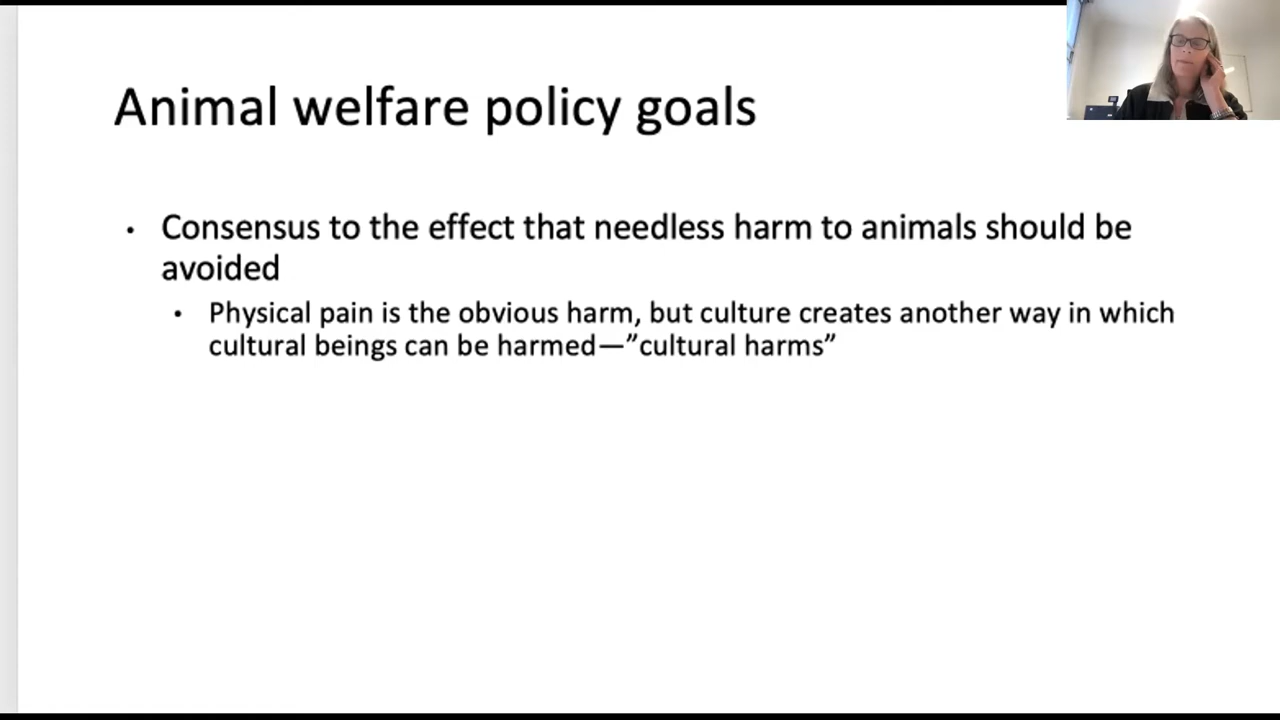 Animal welfare policy goals
• Consensus to the effect that needless harm to animals should be
avoided
• Physical pain is the obvious harm, but culture creates another way in which
cultural beings can be harmed—”cultural harms”